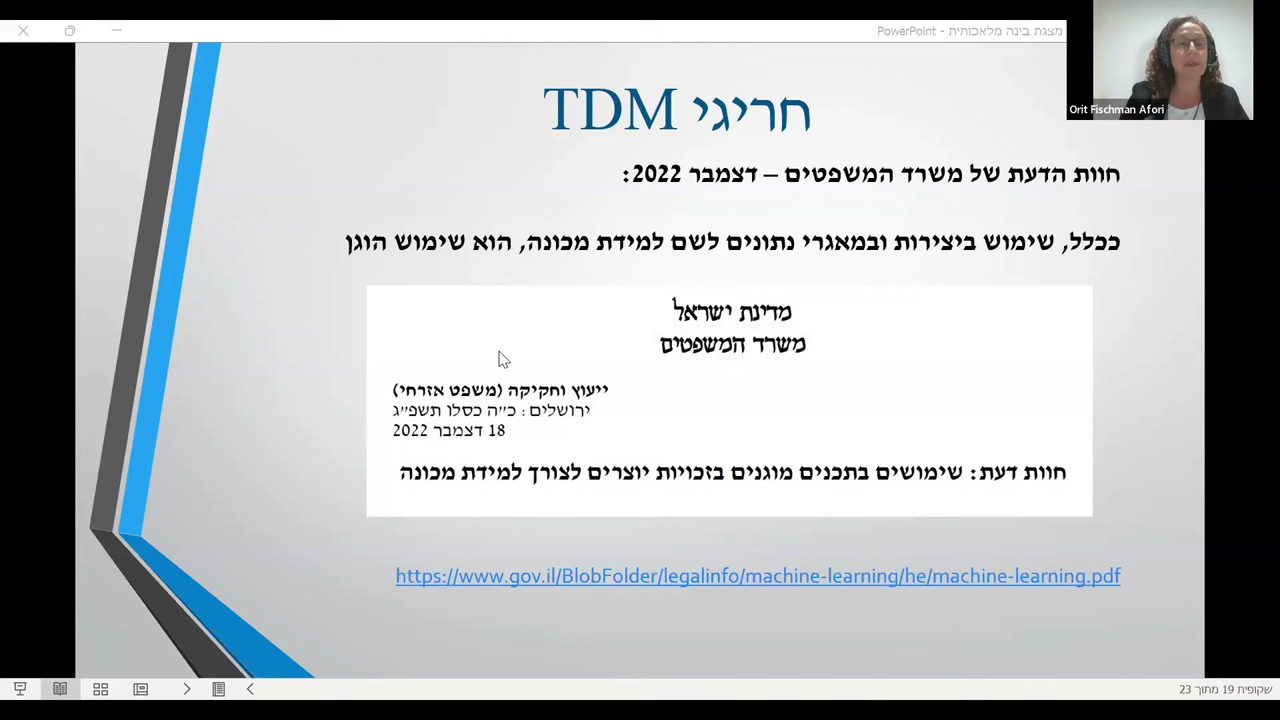 מצגת בינה מלאכותית - PowerPoint
Orit Fischman Afori
חריגי TDM
חוות הדעת של משרד המשפטים – דצמבר 2022:
ככלל, שימוש ביצירות ובמאגרי נתונים לשם למידת מכונה, הוא שימוש הוגן
מדינת ישראל
משרד המשפטים
ייעוץ וחקיקה (משפט אזרחי)
ירושלים: כ״ה כסלו תשפ״ג
18 דצמבר 2022
חוות דעת: שימושים בתכנים מוגנים בזכויות יוצרים לצורך למידת מכונה
https://www.gov.il/BlobFolder/legalinfo/machine-learning/he/machine-learning.pdf
שקופית 19 מתוך 23